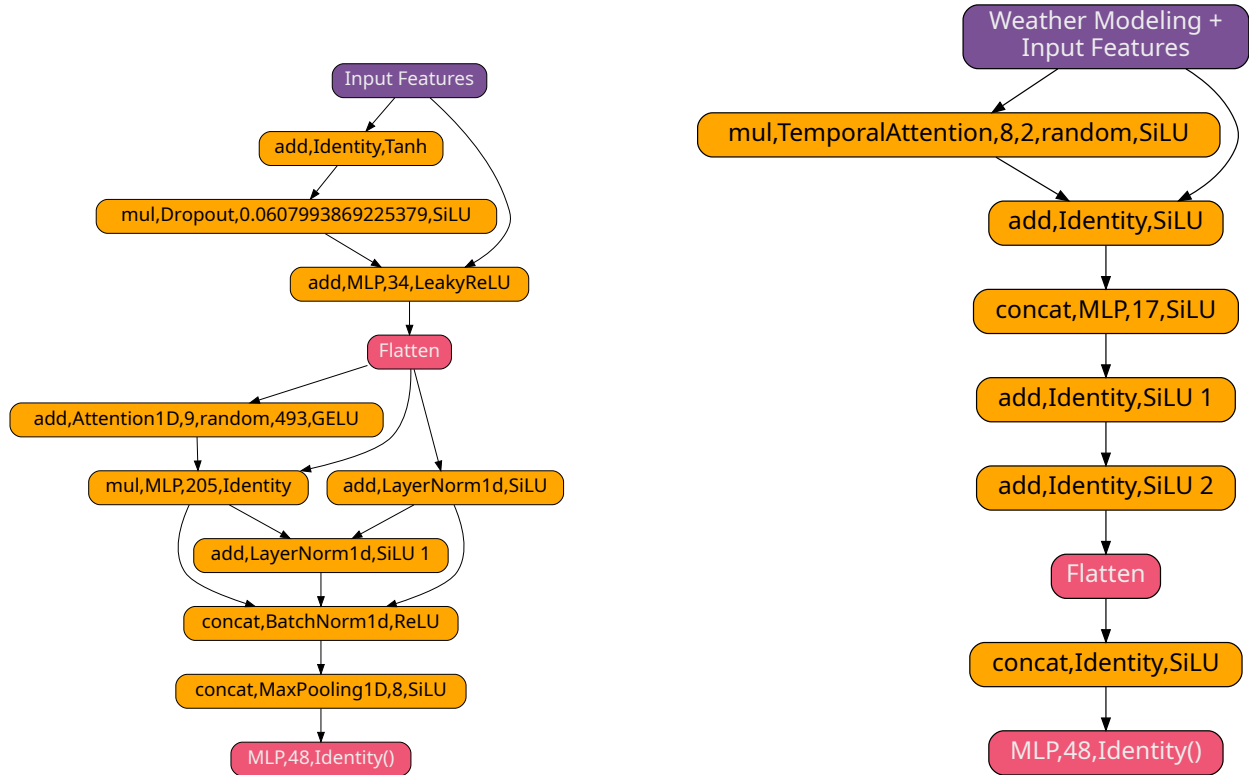 Input Features
add,Identity,Tanh
mul,Dropout,0.0607993869225379,SiLU
add,MLP,34,LeakyReLU
Flatten
add,Attention1D,9,random,493,GELU
mul,MLP,205,Identity
add,LayerNorm1d,SiLU
add,LayerNorm1d,SiLU 1
concat,BatchNorm1d,ReLU
concat,MaxPooling1D,8,SiLU
MLP,48,Identity()
Weather Modeling +
Input Features
mul,TemporalAttention,8,2,random,SiLU
add,Identity,SiLU
concat,MLP,17,SiLU
add,Identity,SiLU 1
add,Identity,SiLU 2
Flatten
concat,Identity,SiLU
MLP,48,Identity()